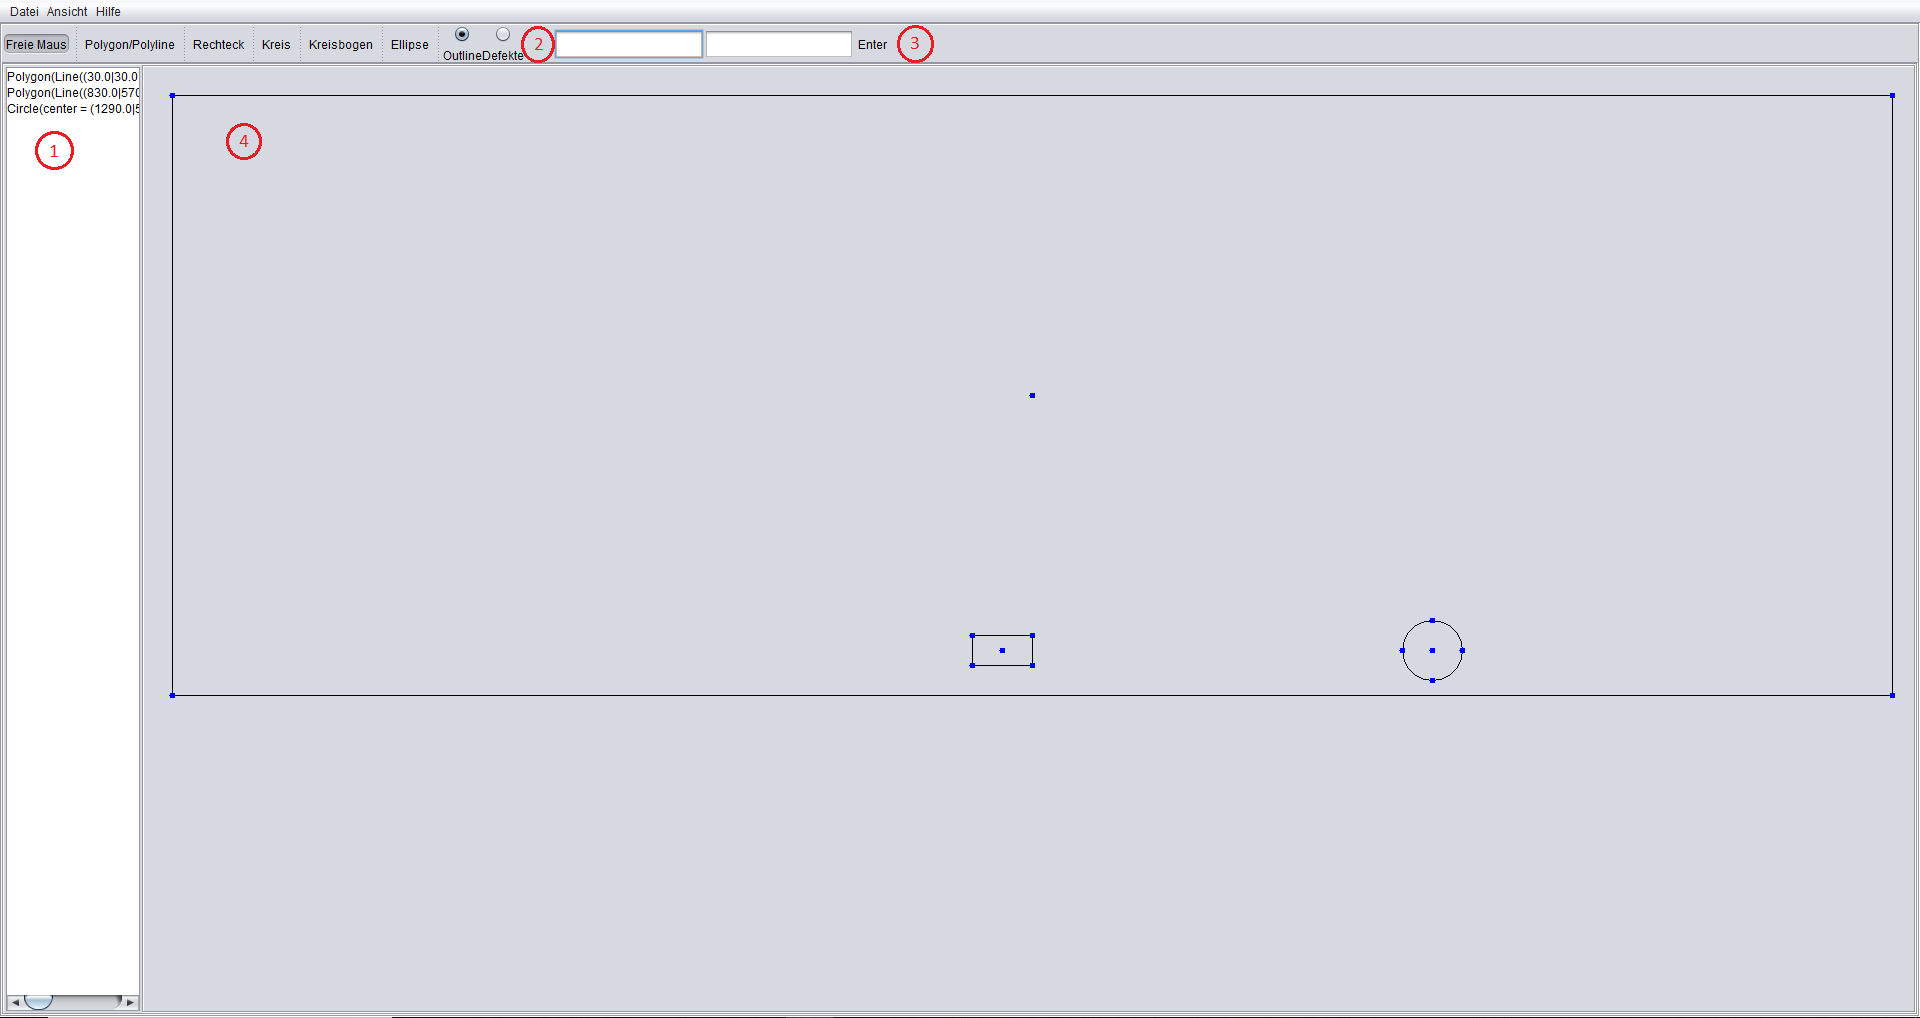 Datei Ansicht Hilfe
Freie Maus Polygon/Polyline Rechteck Kreis Kreisbogen Ellipse OutlineDefekte 2 Enter 3
Polygon(Line((30.0|30.0
Polygon(Line((830.0|570
Circle(center = (1290.0|5
1
4